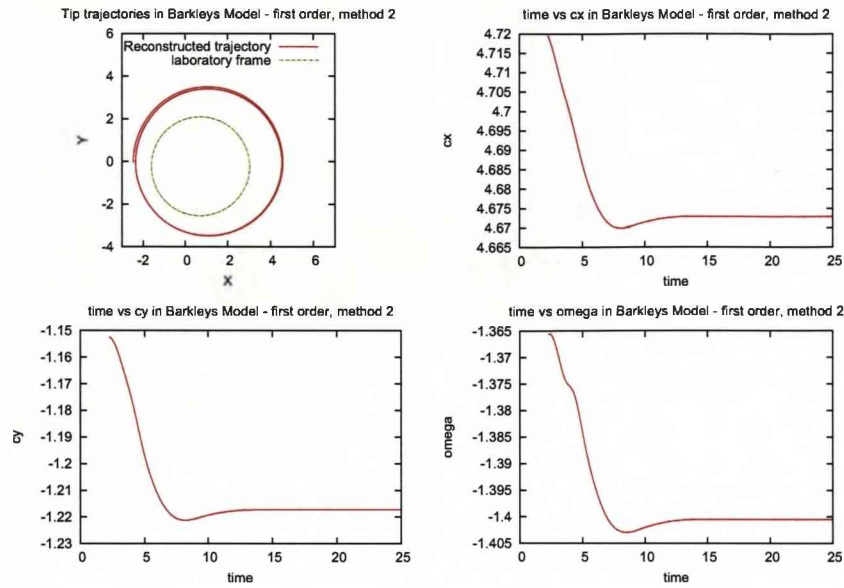 Tip trajectories in Barkleys Model - first order, method 2
6
4
2
0
-2
-4
Y
Reconstructed trajectory
laboratory frame
-2 0 2 4 6
X
time vs cx in Barkleys Model - first order, method 2
4.72
4.715
4.71
4.705
4.7
4.695
4.69
4.685
4.68
4.675
4.67
4.665
cx
0 5 10 15 20 25
time
time vs cy in Barkleys Model - first order, method 2
-1.15
-1.16
-1.17
-1.18
-1.19
-1.2
-1.21
-1.22
-1.23
cy
0 5 10 15 20 25
time
time vs omega in Barkleys Model - first order, method 2
-1.365
-1.37
-1.375
-1.38
-1.385
-1.39
-1.395
-1.4
-1.405
omega
0 5 10 15 20 25
time